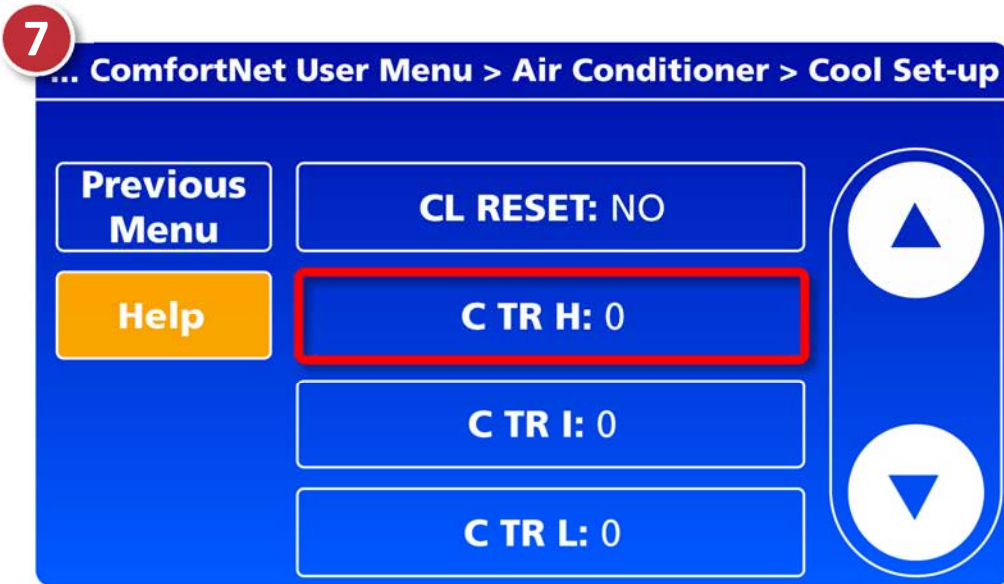 7
... ComfortNet User Menu > Air Conditioner > Cool Set-up
Previous
Menu
CL RESET: NO
Help
C TR H: 0
C TR I: 0
C TR L: 0